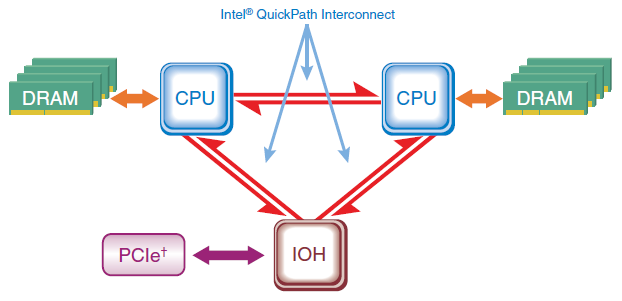 Intel® QuickPath Interconnect
DRAM
CPU
CPU
DRAM
PCIe†
IOH